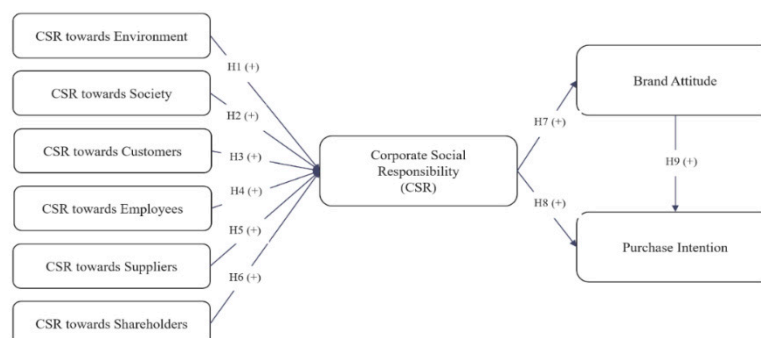 CSR towards Environment
CSR towards Society
CSR towards Customers
CSR towards Employees
CSR towards Suppliers
CSR towards Shareholders
H1 (+)
H2 (+)
H3 (+)
H4 (+)
H5 (+)
H6 (+)
Corporate Social
Responsibility
(CSR)
H7 (+)
H8 (+)
Brand Attitude
H9 (+)
Purchase Intention